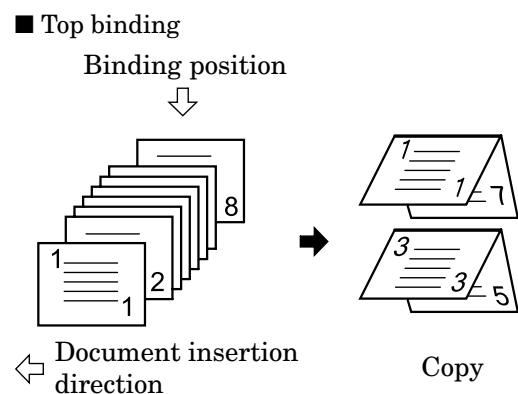 ■ Top binding
Binding position
8
2
1
1
1
1
7
3
3
5
Document insertion
direction
Copy